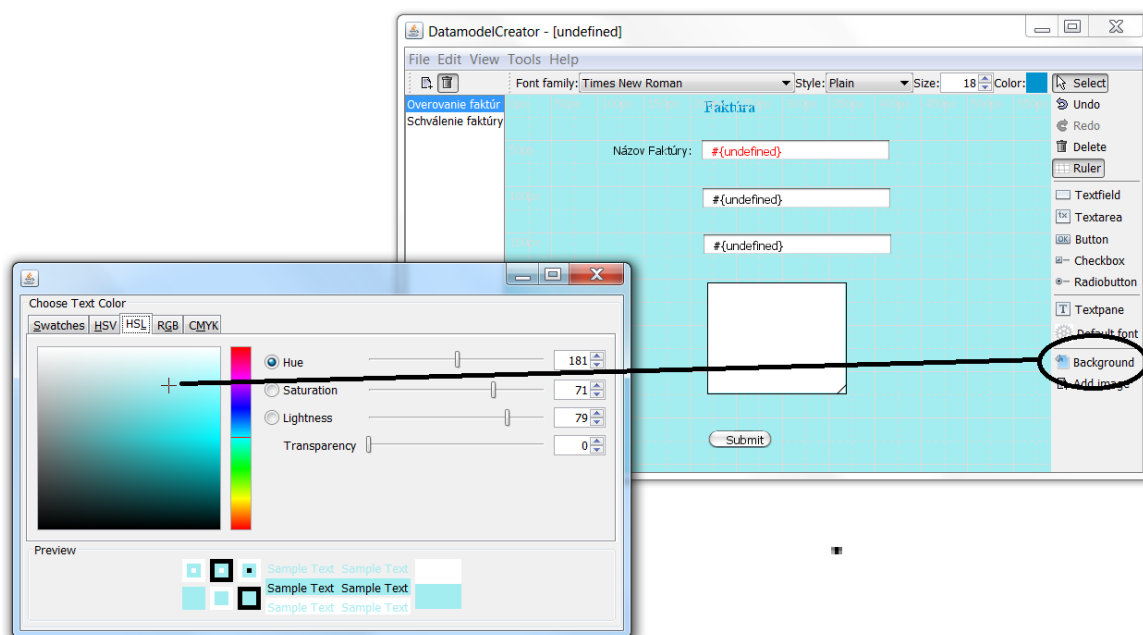 DatamodelCreator - [undefined]
File Edit View Tools Help
Font family: Times New Roman Style: Plain Size: 18 Color:
Select
Overovanie faktúr
Schválenie faktúry
Faktúra
Undo
Redo
Názov Faktúry: #{undefined}
Delete
Ruler
#{undefined}
Textfield
Textarea
#{undefined}
OK Button
Checkbox
Radiobutton
T Textpane
Default font
Background
Add image
Submit
Choose Text Color
Swatches HSV HSL RGB CMYK
Hue 181
Saturation 71
Lightness 79
Transparency 0
Preview
Sample Text Sample Text
Sample Text Sample Text
Sample Text Sample Text